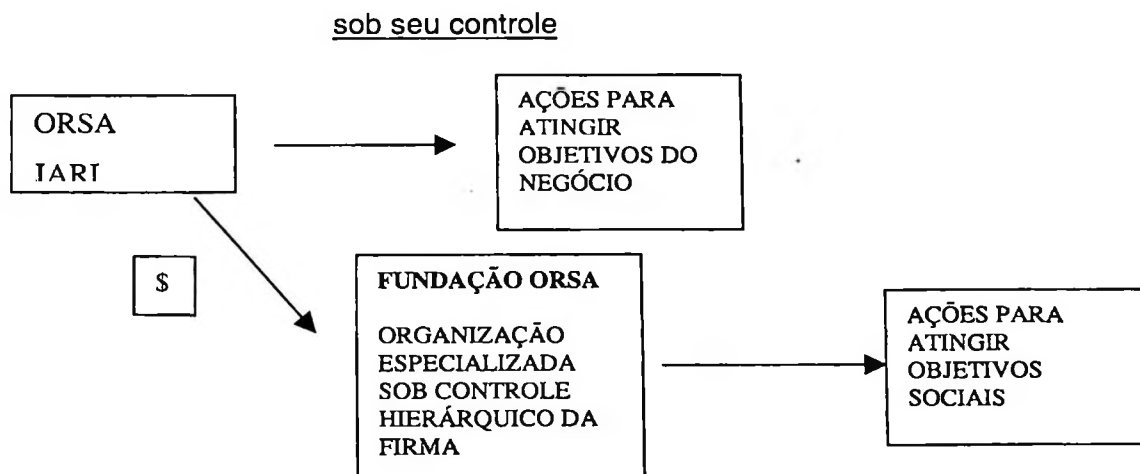 sob seu controle
ORSA
JARI
AÇÕES PARA
ATINGIR
OBJETIVOS DO
NEGÓCIO
$
FUNDAÇÃO ORSA
ORGANIZAÇÃO
ESPECIALIZADA
SOB CONTROLE
HIERÁRQUICO DA
FIRMA
AÇÕES PARA
ATINGIR
OBJETIVOS
SOCIAIS